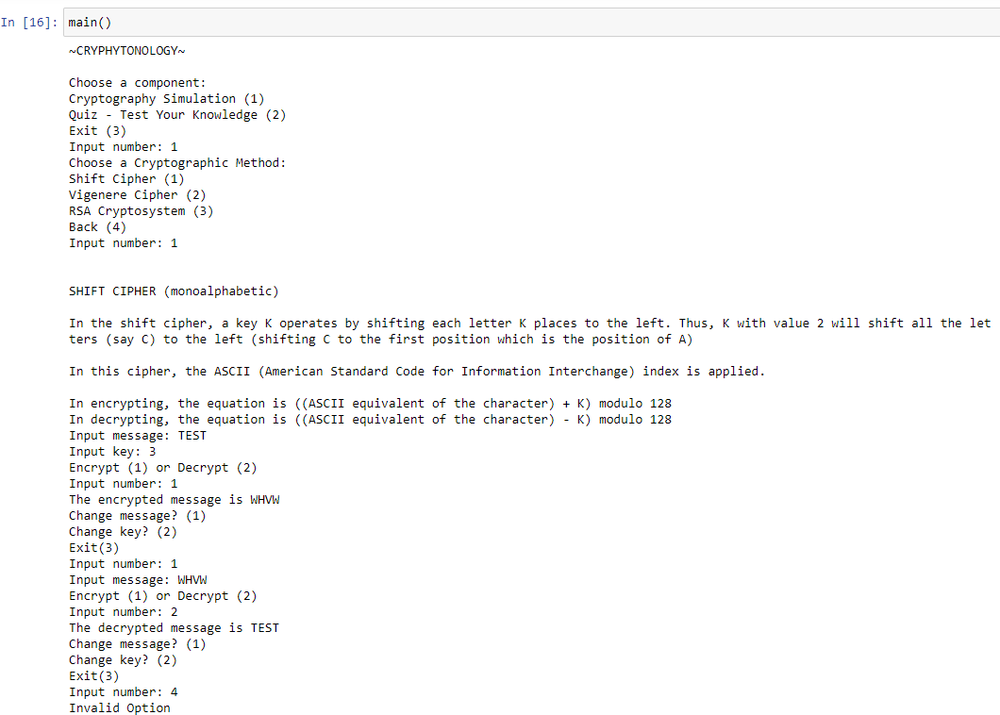 In [16]: main()
~CRYPHYTONOLOGY~
Choose a component:
Cryptography Simulation (1)
Quiz - Test Your Knowledge (2)
Exit (3)
Input number: 1
Choose a Cryptographic Method:
Shift Cipher (1)
Vigenere Cipher (2)
RSA Cryptosystem (3)
Back (4)
Input number: 1
SHIFT CIPHER (monoalphabetic)
In the shift cipher, a key K operates by shifting each letter K places to the left. Thus, K with value 2 will shift all the let
ters (say C) to the left (shifting C to the first position which is the position of A)
In this cipher, the ASCII (American Standard Code for Information Interchange) index is applied.
In encrypting, the equation is ((ASCII equivalent of the character) + K) modulo 128
In decrypting, the equation is ((ASCII equivalent of the character) - K) modulo 128
Input message: TEST
Input key: 3
Encrypt (1) or Decrypt (2)
Input number: 1
The encrypted message is WHVW
Change message? (1)
Change key? (2)
Exit(3)
Input number: 1
Input message: WHVW
Encrypt (1) or Decrypt (2)
Input number: 2
The decrypted message is TEST
Change message? (1)
Change key? (2)
Exit(3)
Input number: 4
Invalid Option